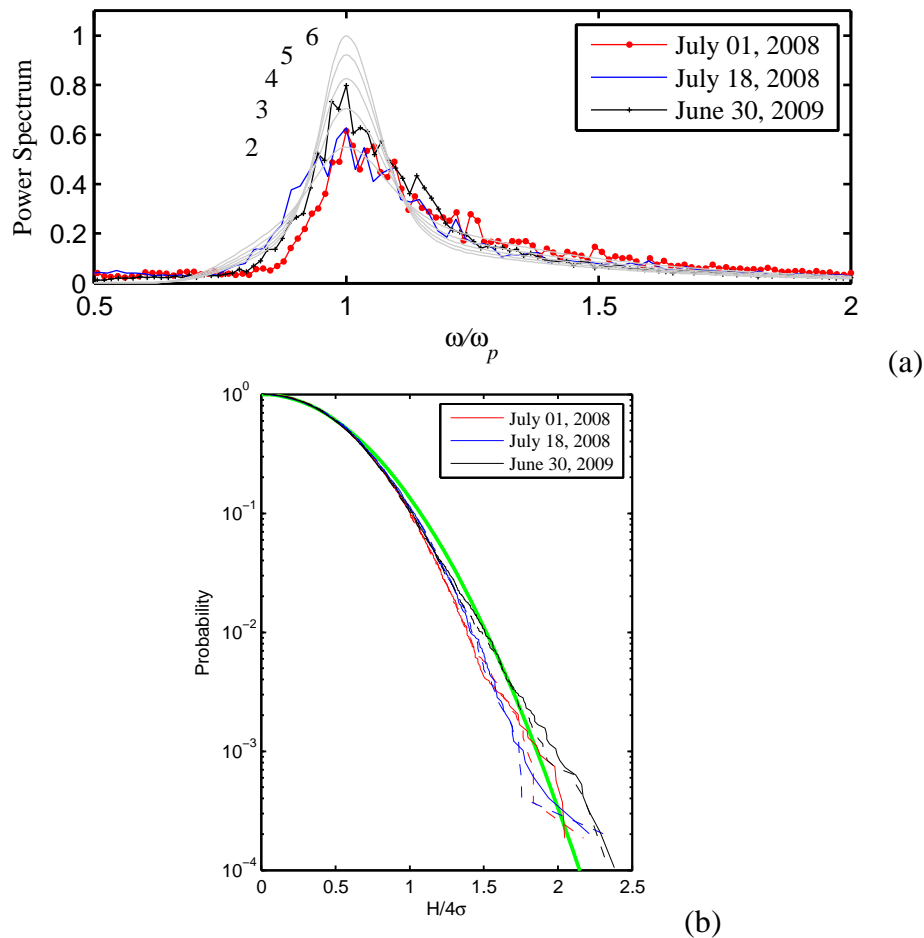 1
0.8
0.6
0.4
0.2
0
Power Spectrum
6
5
4
3
2
July 01, 2008
July 18, 2008
June 30, 2009
0.5 1 1.5 2
ω/ω_p
(a)
10^0
10^-1
10^-2
10^-3
10^-4
Probability
July 01, 2008
July 18, 2008
June 30, 2009
0 0.5 1 1.5 2 2.5
H/4σ
(b)